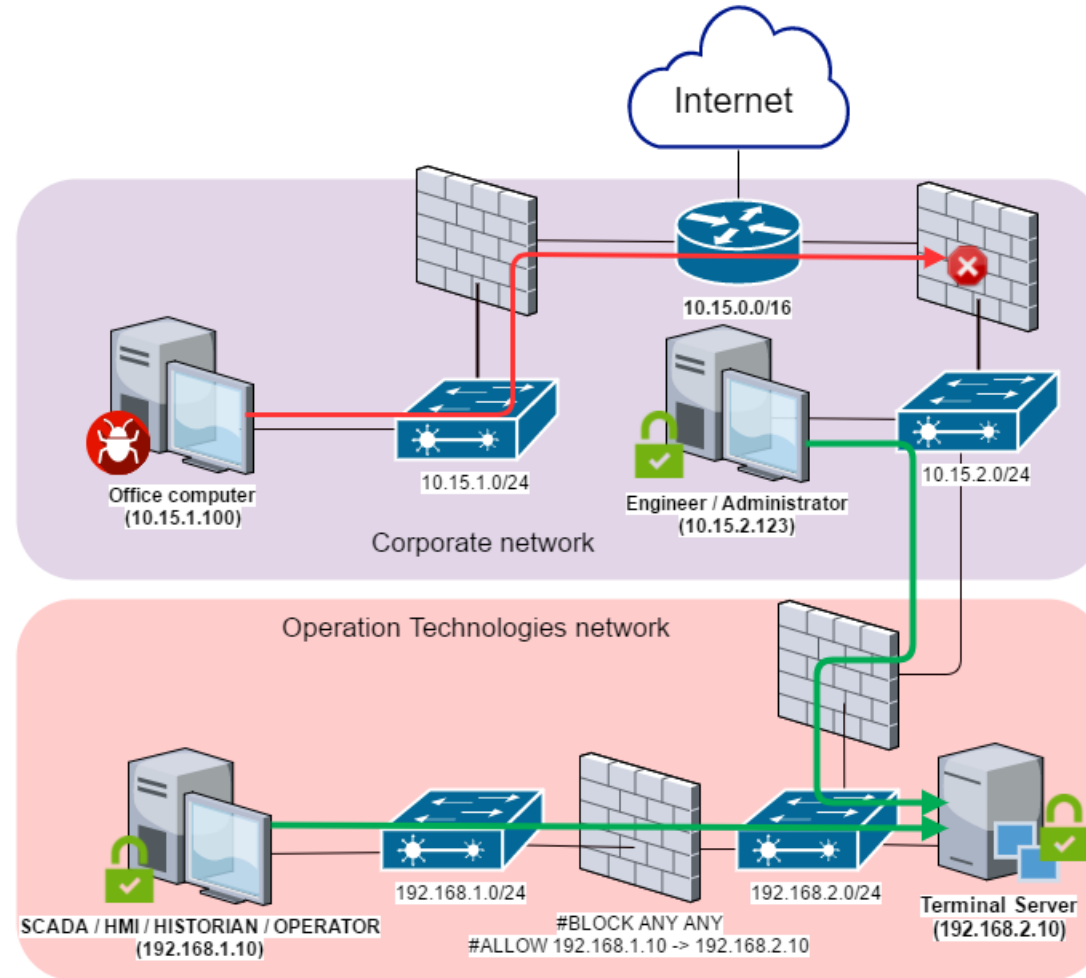 Internet
10.15.0.0/16
10.15.1.0/24
10.15.2.0/24
Office computer
(10.15.1.100)
Engineer / Administrator
(10.15.2.123)
Corporate network
Operation Technologies network
192.168.1.0/24
192.168.2.0/24
SCADA / HMI / HISTORIAN / OPERATOR
(192.168.1.10)
#BLOCK ANY ANY
#ALLOW 192.168.1.10 -> 192.168.2.10
Terminal Server
(192.168.2.10)